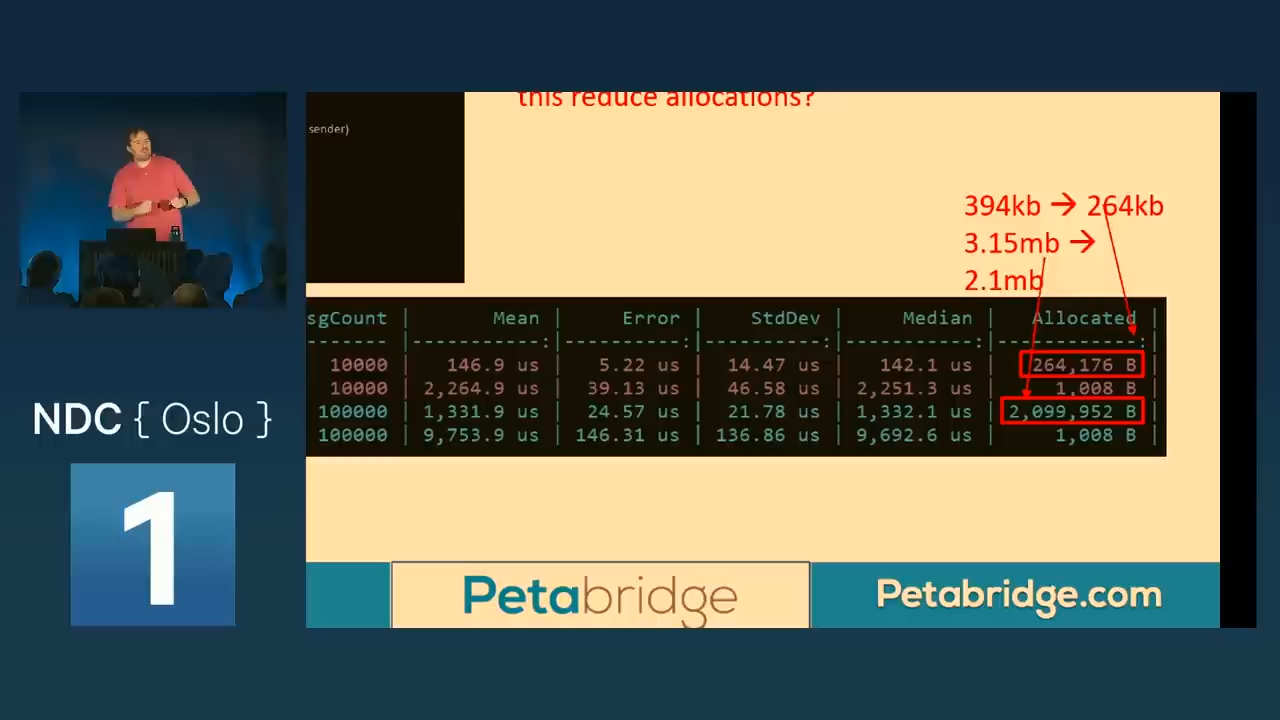 this reduce allocations?
sender)
394kb → 264kb
3.15mb →
2.1mb
sgCount | Mean | Error | StdDev | Median | Allocated |
------- |-----------:|----------:|----------:|-----------:|------------:|
10000 | 146.9 us | 5.22 us | 14.47 us | 142.1 us | 264,176 B |
10000 | 2,264.9 us | 39.13 us | 46.58 us | 2,251.3 us | 1,008 B |
100000 | 1,331.9 us | 24.57 us | 21.78 us | 1,332.1 us | 2,099,952 B |
100000 | 9,753.9 us | 146.31 us | 136.86 us | 9,692.6 us | 1,008 B |
NDC { Oslo }
1
Petabridge
Petabridge.com